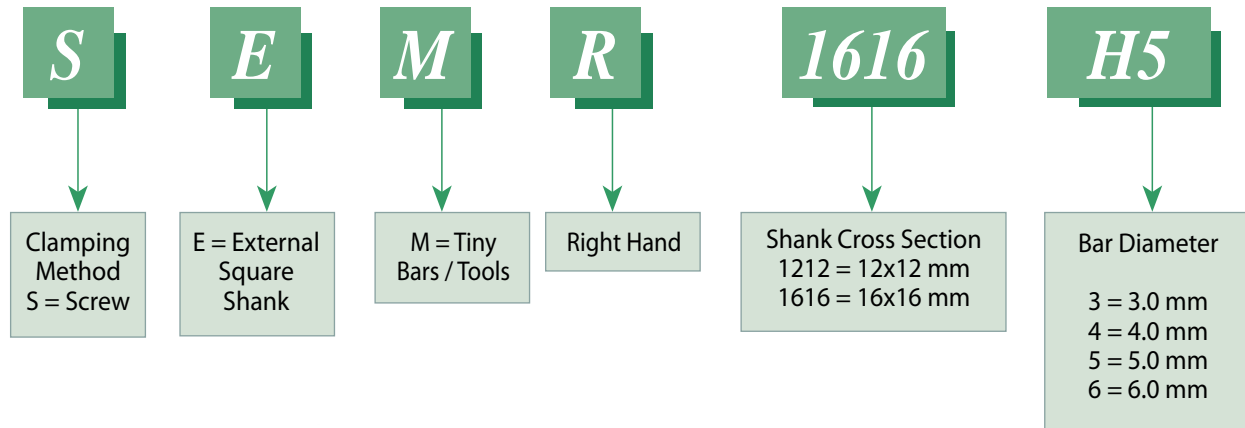 S E M R 1616 H5
Clamping
Method
S = Screw
E = External
Square
Shank
M = Tiny
Bars / Tools
Right Hand
Shank Cross Section
1212 = 12x12 mm
1616 = 16x16 mm
Bar Diameter
3 = 3.0 mm
4 = 4.0 mm
5 = 5.0 mm
6 = 6.0 mm